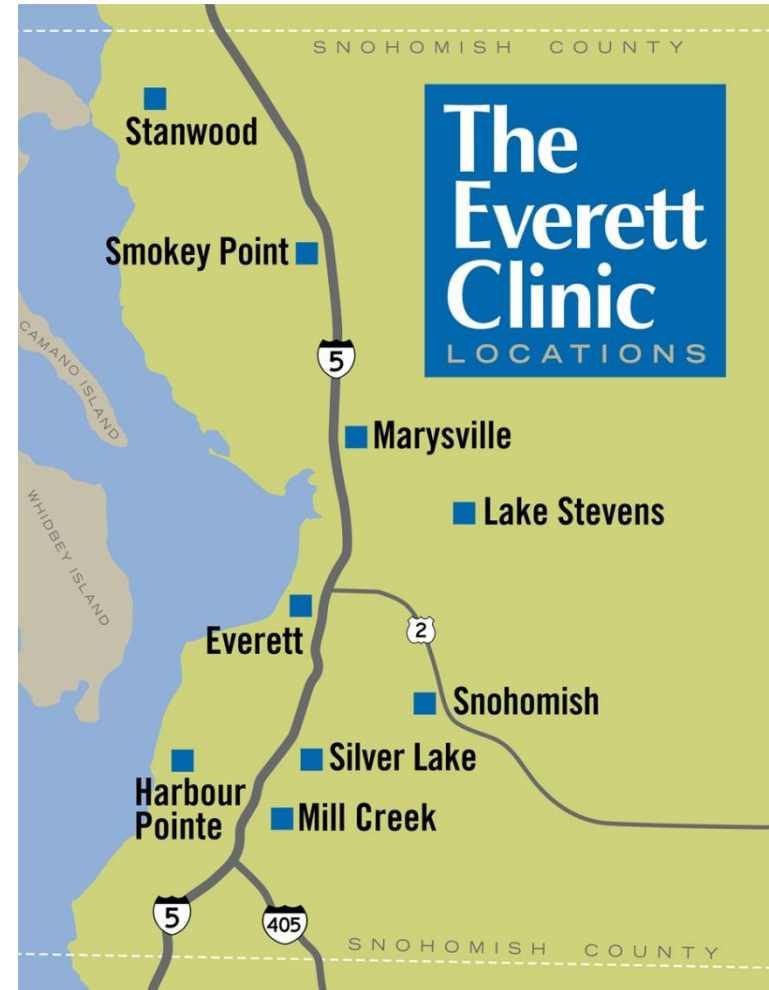 SNOHOMISH COUNTY
The
Everett
Clinic
LOCATIONS
Stanwood
Smokey Point
CAMANO ISLAND
5
Marysville
Lake Stevens
WHIDBEY ISLAND
2
Everett
Snohomish
Silver Lake
Harbour
Pointe
Mill Creek
5
405
SNOHOMISH COUNTY